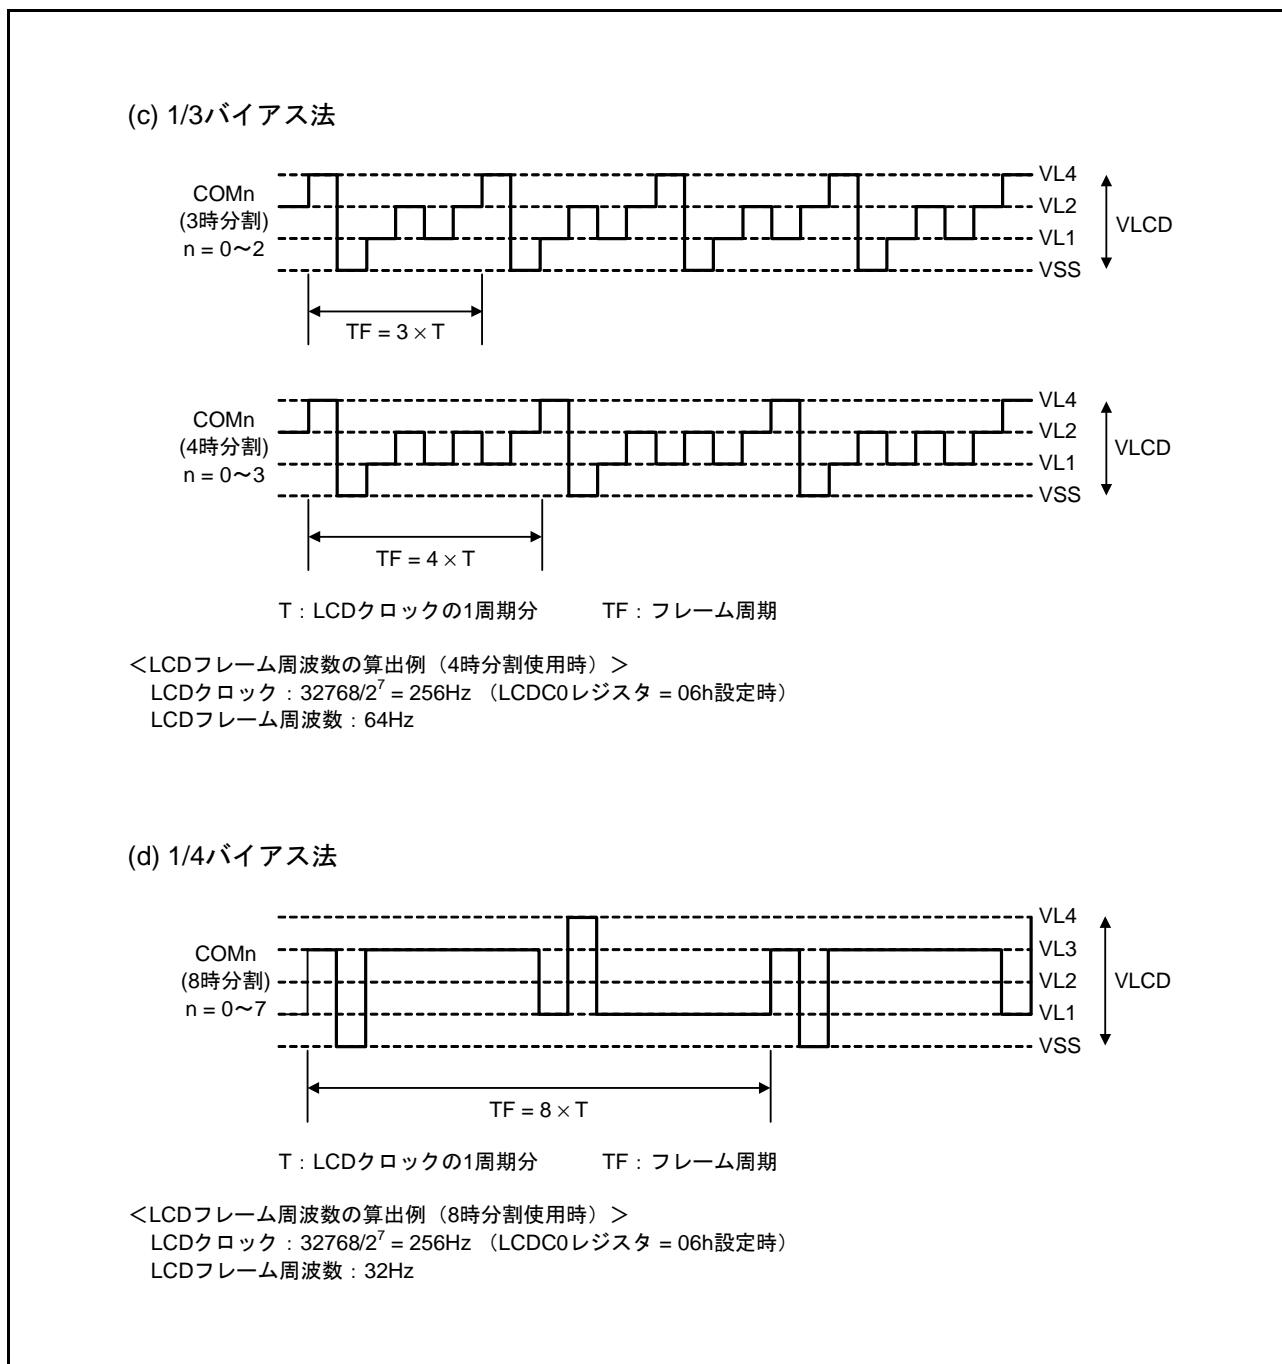 (c) 1/3バイアス法
COMn
(3時分割)
n = 0～2
VL4
VL2
VL1
VSS
VLCD
TF = 3 × T
COMn
(4時分割)
n = 0～3
VL4
VL2
VL1
VSS
VLCD
TF = 4 × T
T : LCDクロックの1周期分 TF : フレーム周期
＜LCDフレーム周波数の算出例（4時分割使用時）＞
LCDクロック : 32768/2⁷ = 256Hz （LCDC0レジスタ = 06h設定時）
LCDフレーム周波数 : 64Hz
(d) 1/4バイアス法
COMn
(8時分割)
n = 0～7
VL4
VL3
VL2
VL1
VSS
VLCD
TF = 8 × T
T : LCDクロックの1周期分 TF : フレーム周期
＜LCDフレーム周波数の算出例（8時分割使用時）＞
LCDクロック : 32768/2⁷ = 256Hz （LCDC0レジスタ = 06h設定時）
LCDフレーム周波数 : 32Hz